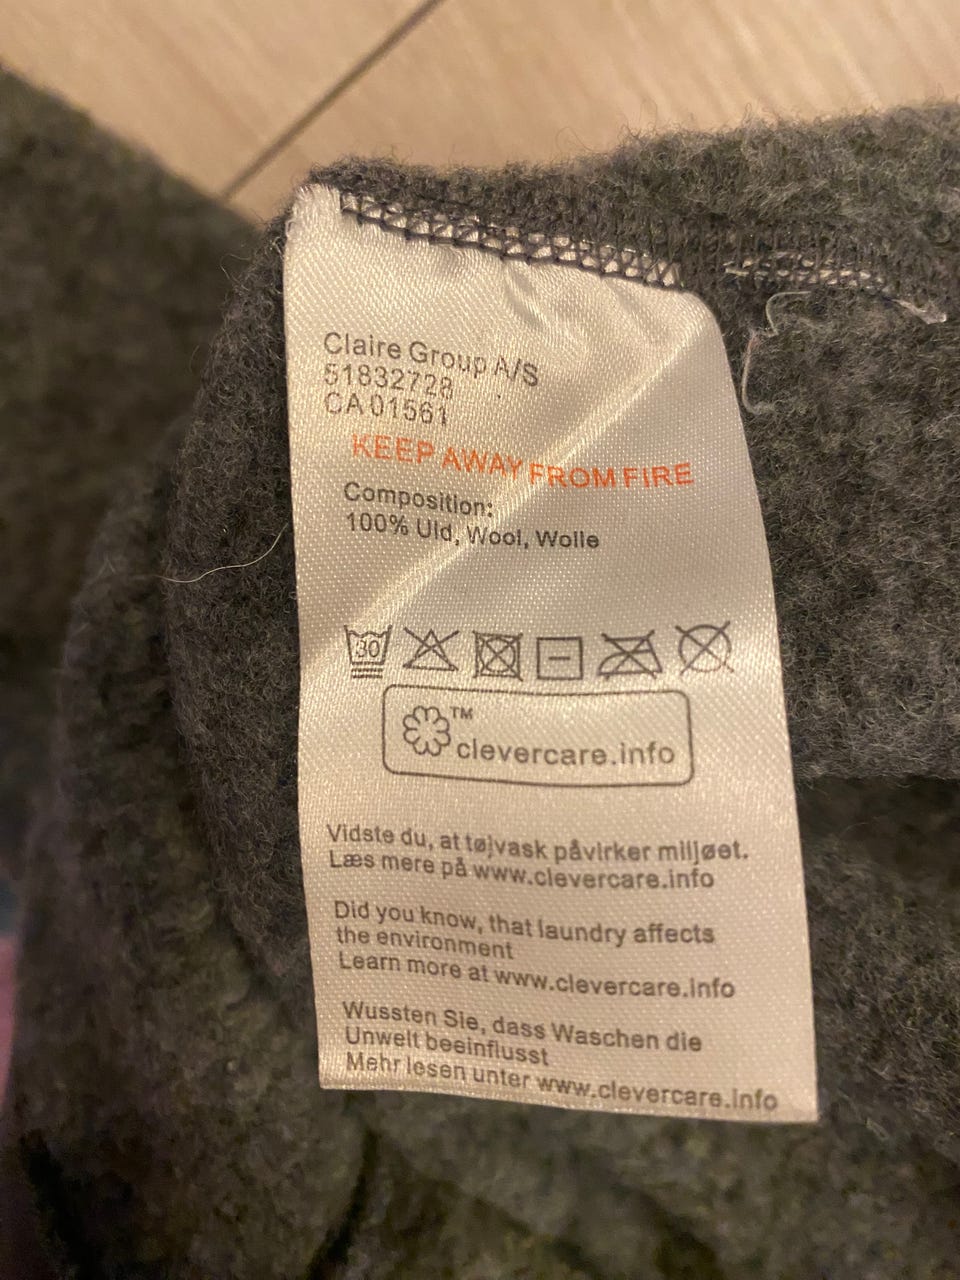 Claire Group A/S
51832728
CA 01561
KEEP AWAY FROM FIRE
Composition:
100% Uld, Wool, Wolle
30
TM
clevercare.info
Vidste du, at tøjvask påvirker miljøet.
Læs mere på www.clevercare.info
Did you know, that laundry affects
the environment
Learn more at www.clevercare.info
Wussten Sie, dass Waschen die
Unwelt beeinflusst
Mehr lesen unter www.clevercare.info